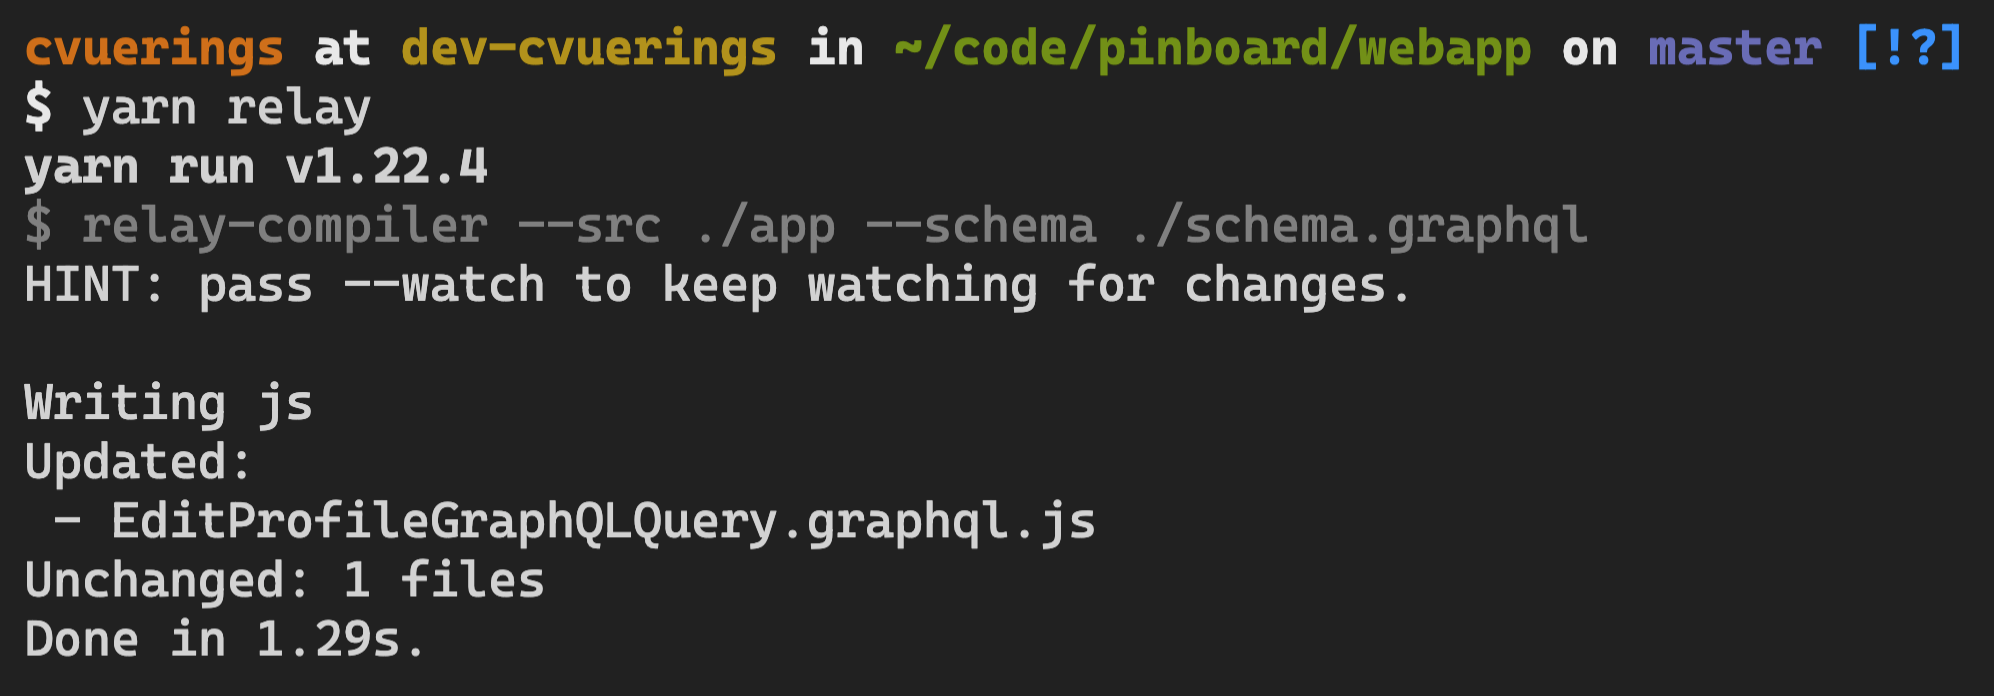 cvuerings at dev-cvuerings in ~/code/pinboard/webapp on master [!?]
$ yarn relay
yarn run v1.22.4
$ relay-compiler --src ./app --schema ./schema.graphql
HINT: pass --watch to keep watching for changes.
Writing js
Updated:
 - EditProfileGraphQLQuery.graphql.js
Unchanged: 1 files
Done in 1.29s.